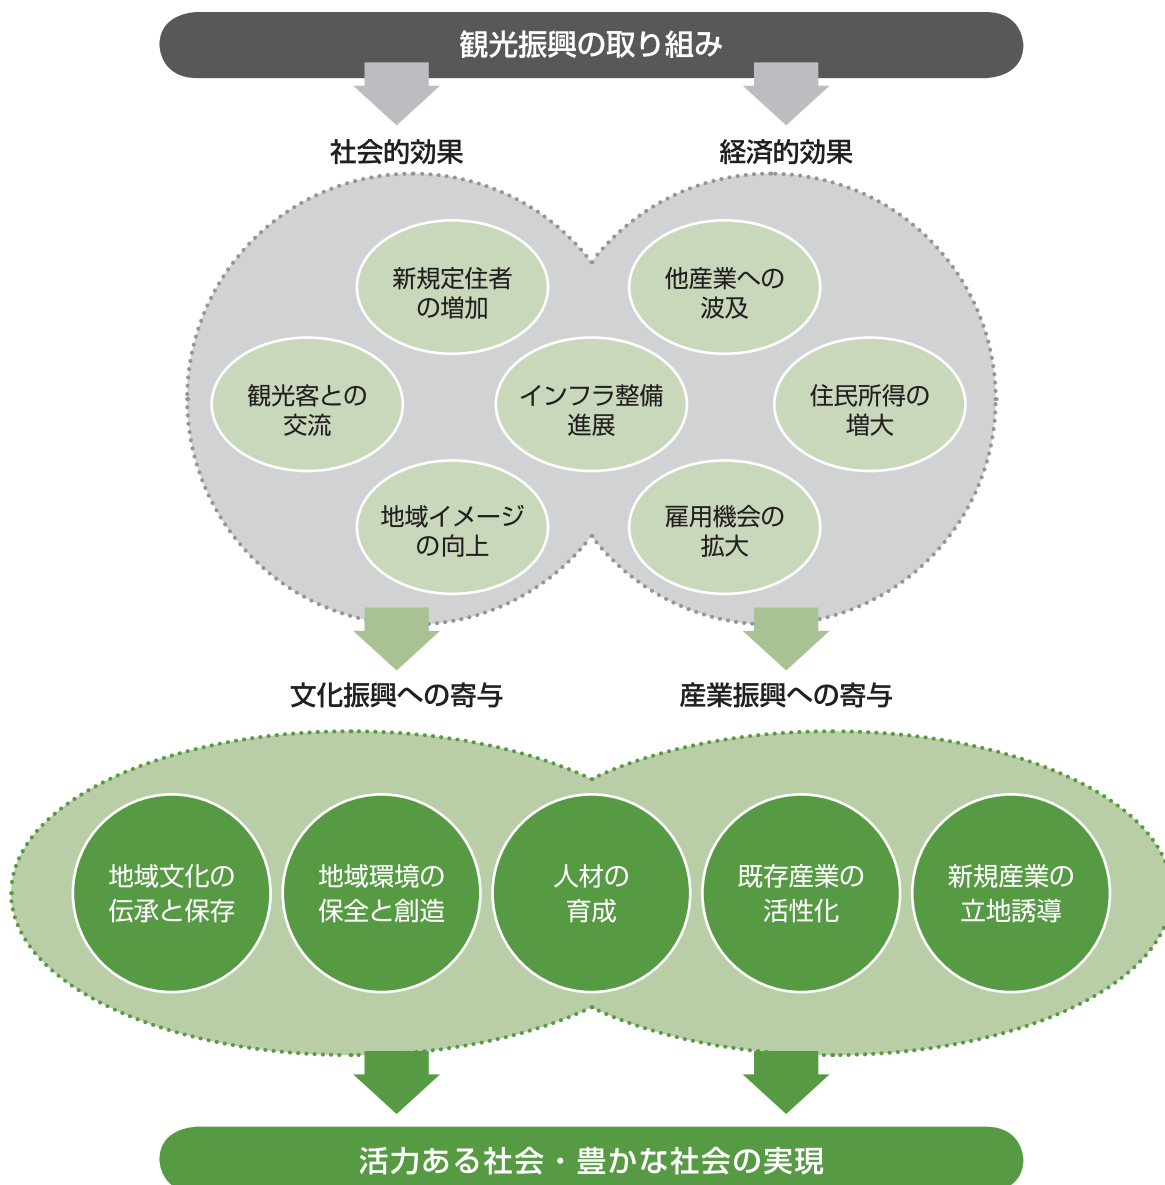 観光振興の取り組み
社会的効果
経済的効果
新規定住者
の増加
他産業への
波及
観光客との
交流
インフラ整備
進展
住民所得の
増大
地域イメージ
の向上
雇用機会の
拡大
文化振興への寄与
産業振興への寄与
地域文化の
伝承と保存
地域環境の
保全と創造
人材の
育成
既存産業の
活性化
新規産業の
立地誘導
活力ある社会・豊かな社会の実現